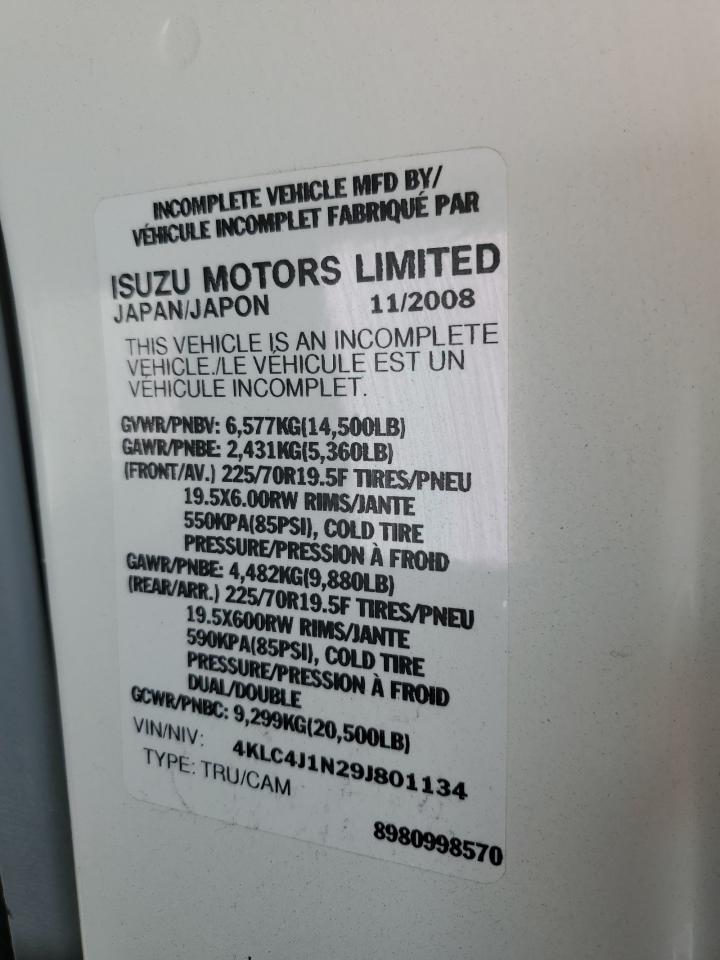 INCOMPLETE VEHICLE MFD BY/
VÉHICULE INCOMPLET FABRIQUÉ PAR
ISUZU MOTORS LIMITED
JAPAN/JAPON 11/2008
THIS VEHICLE IS AN INCOMPLETE
VEHICLE./LE VÉHICULE EST UN
VÉHICULE INCOMPLET.
GVWR/PNBV: 6,577KG(14,500LB)
GAWR/PNBE: 2,431KG(5,360LB)
(FRONT/AV.) 225/70R19.5F TIRES/PNEU
19.5X6.00RW RIMS/JANTE
550KPA(85PSI), COLD TIRE
PRESSURE/PRESSION À FROID
GAWR/PNBE: 4,482KG(9,880LB)
(REAR/ARR.) 225/70R19.5F TIRES/PNEU
19.5X600RW RIMS/JANTE
590KPA(85PSI), COLD TIRE
PRESSURE/PRESSION À FROID
DUAL/DOUBLE
GCWR/PNBC: 9,299KG(20,500LB)
VIN/NIV: 4KLC4J1N29J801134
TYPE: TRU/CAM
8980998570